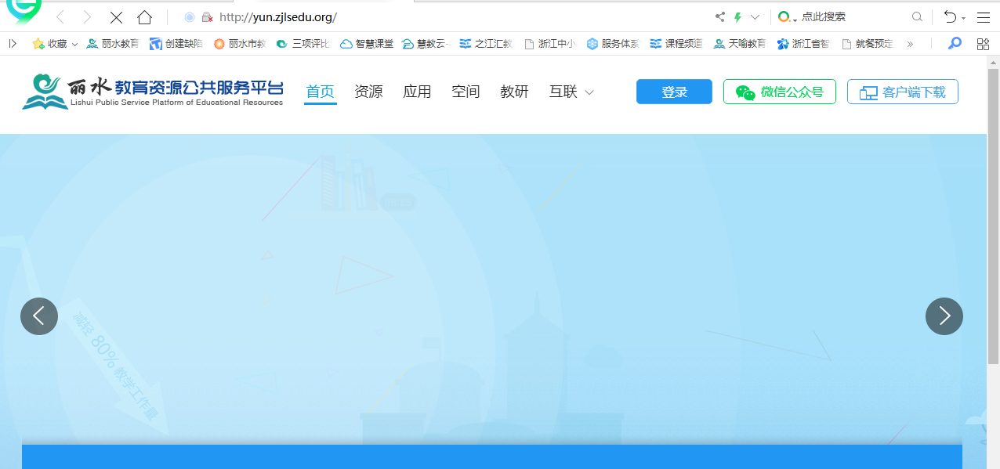 http://yun.zjlsedu.org/
点此搜索
收藏 丽水教育 创建缺陷 丽水市教 三项评比 智慧课堂 慧教云- 之江汇教 浙江中小 服务体系 课程频道 天喻教育 浙江省智 就餐预定 »
丽水 教育资源公共服务平台
Lishui Public Service Platform of Educational Resources
首页 资源 应用 空间 教研 互联
登录 微信公众号 客户端下载
减轻 80% 教学工作量